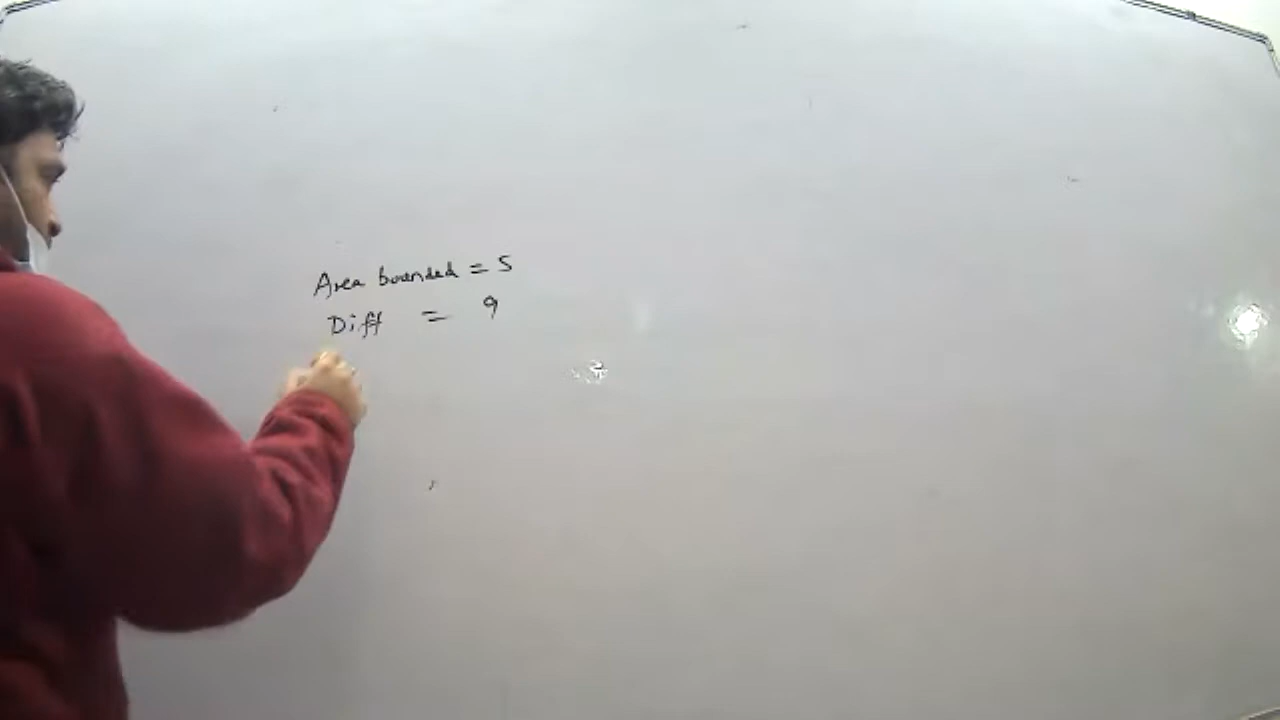 Area bounded = 5
Diff = 9